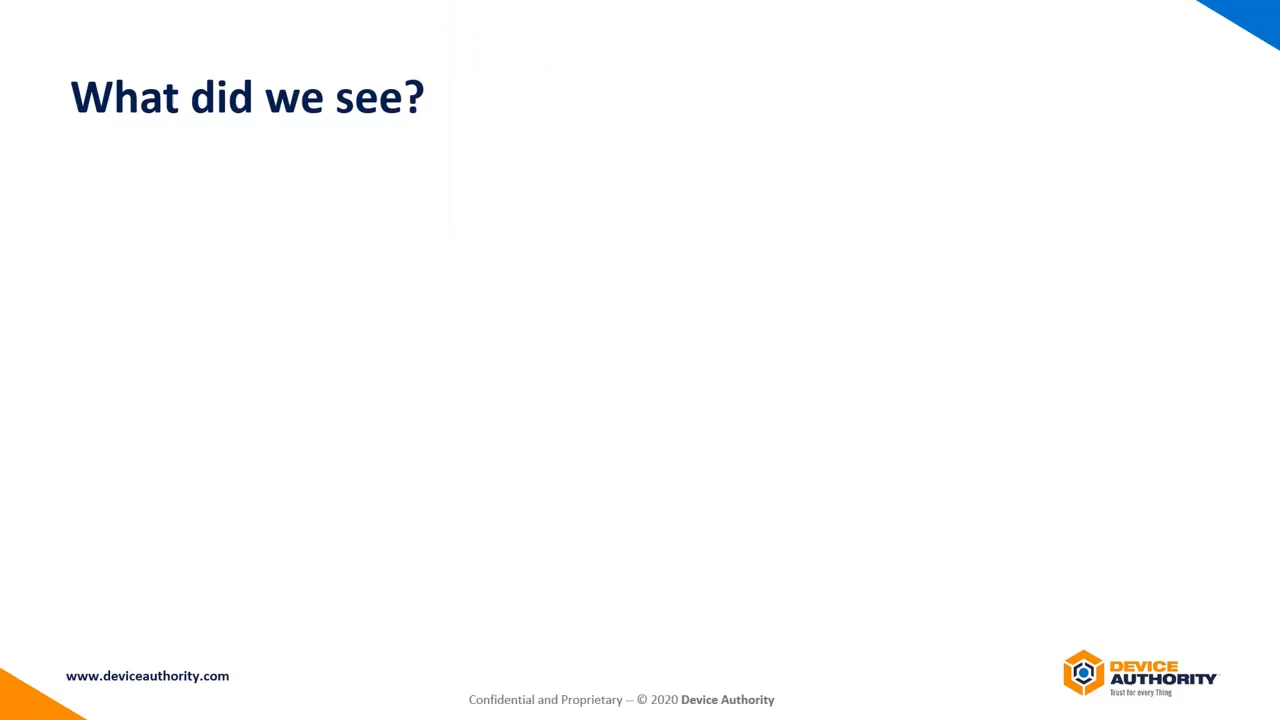 What did we see?
www.deviceauthority.com
Confidential and Proprietary – © 2020 Device Authority
DEVICE
AUTHORITY
Trust for every Thing